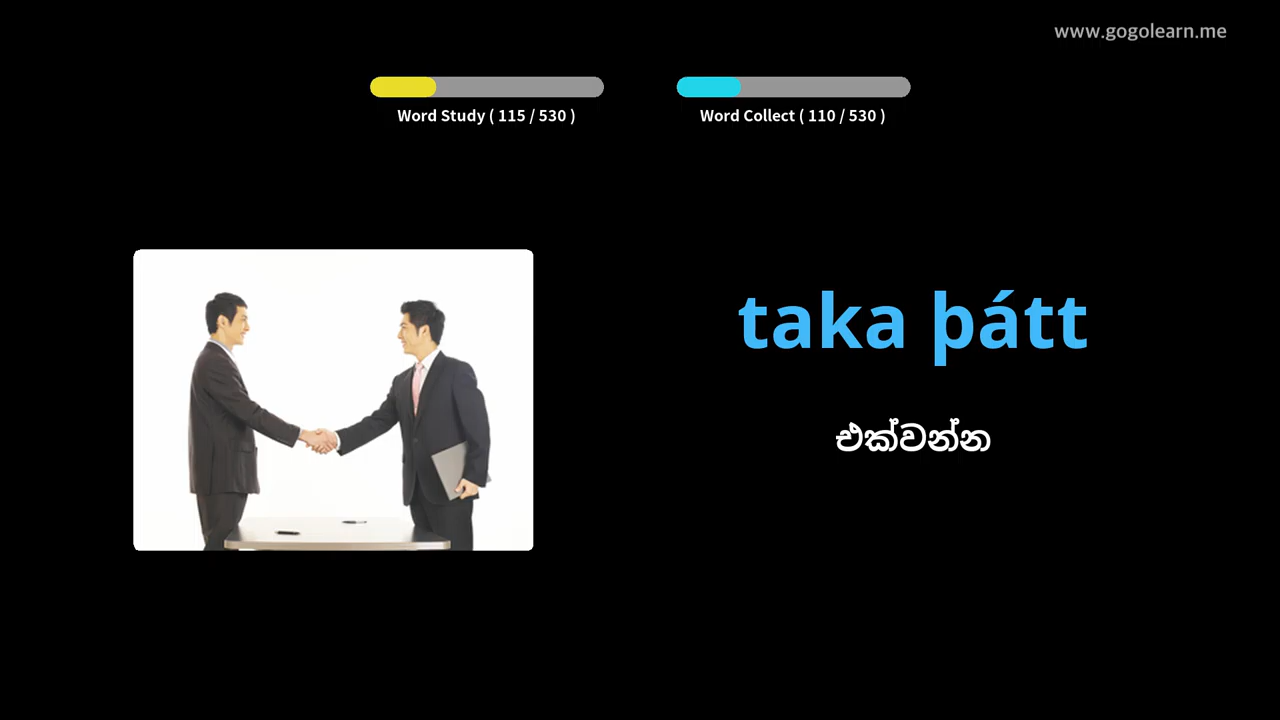 www.gogolearn.me
Word Study ( 115 / 530 )
Word Collect ( 110 / 530 )
taka þátt
එක්වන්න